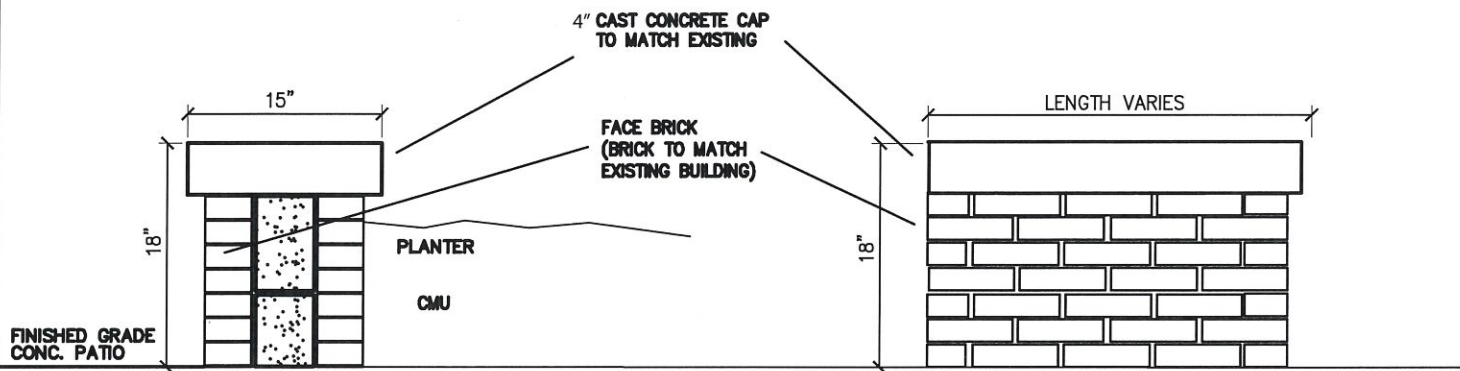 4" CAST CONCRETE CAP
TO MATCH EXISTING
15"
LENGTH VARIES
FACE BRICK
(BRICK TO MATCH
EXISTING BUILDING)
18"
PLANTER
18"
CMU
FINISHED GRADE
CONC. PATIO